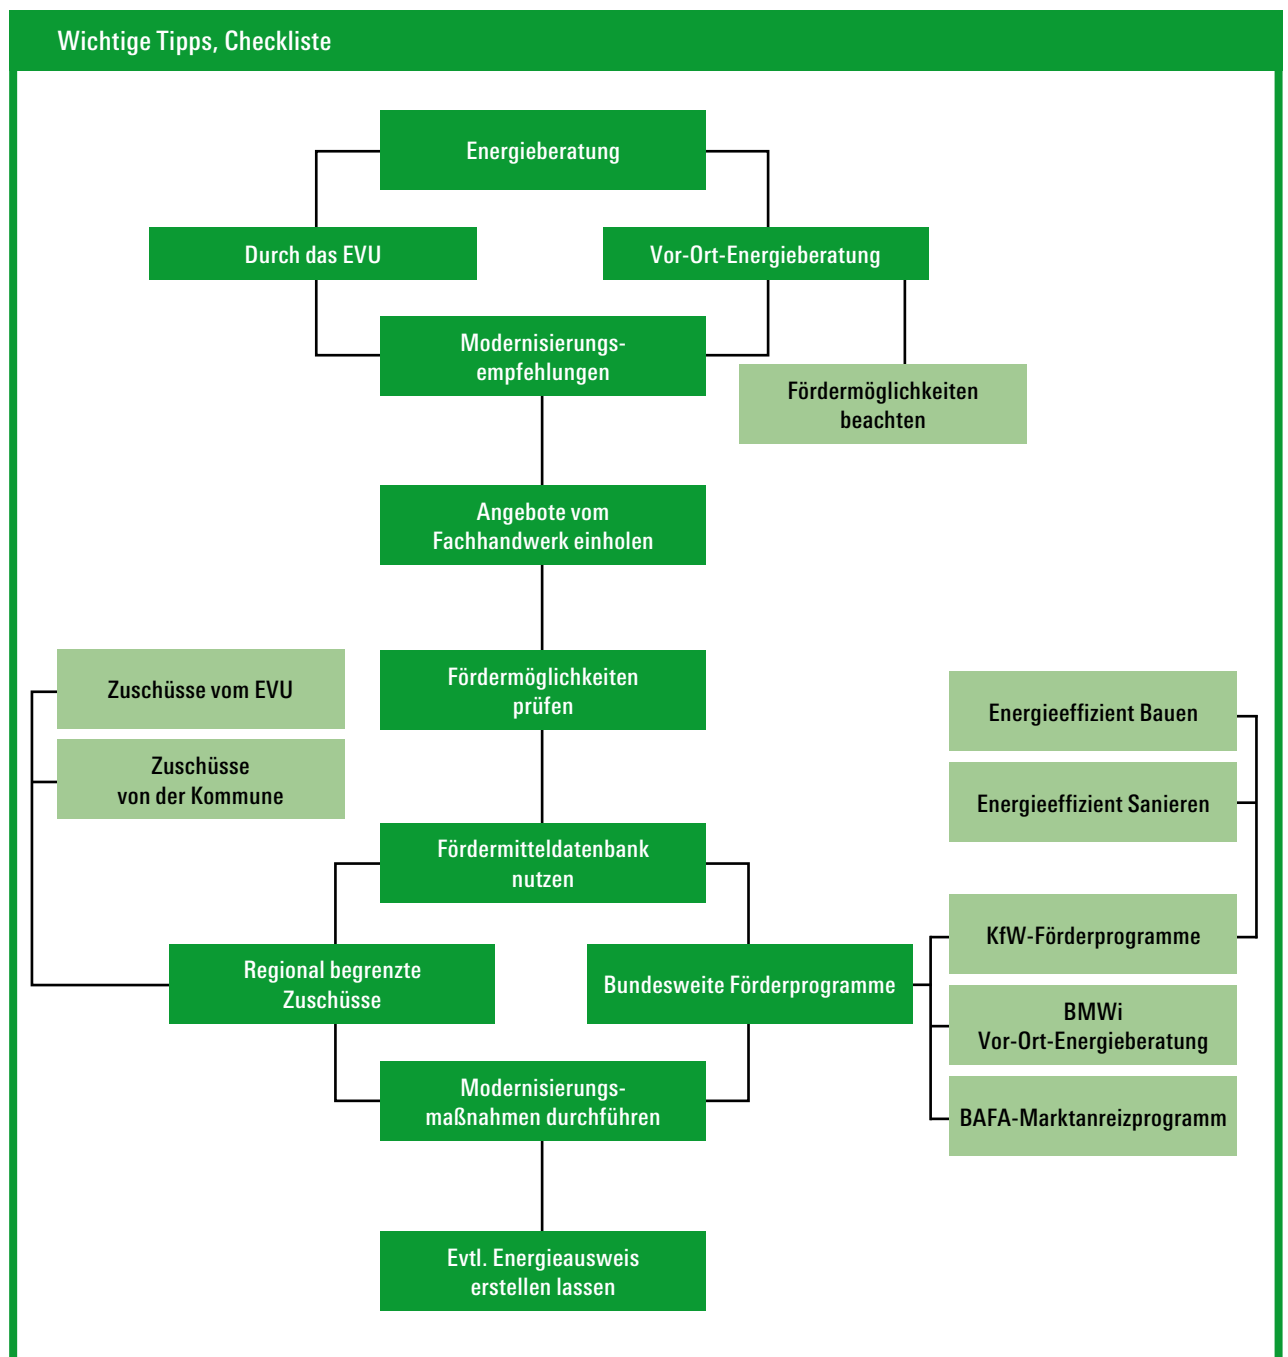 Wichtige Tipps, Checkliste
Energieberatung
Durch das EVU
Vor-Ort-Energieberatung
Modernisierungs-
empfehlungen
Fördermöglichkeiten
beachten
Angebote vom
Fachhandwerk einholen
Fördermöglichkeiten
prüfen
Zuschüsse vom EVU
Zuschüsse
von der Kommune
Energieeffizient Bauen
Energieeffizient Sanieren
Fördermitteldatenbank
nutzen
Regional begrenzte
Zuschüsse
Bundesweite Förderprogramme
KfW-Förderprogramme
BMWi
Vor-Ort-Energieberatung
BAFA-Marktanreizprogramm
Modernisierungs-
maßnahmen durchführen
Evtl. Energieausweis
erstellen lassen